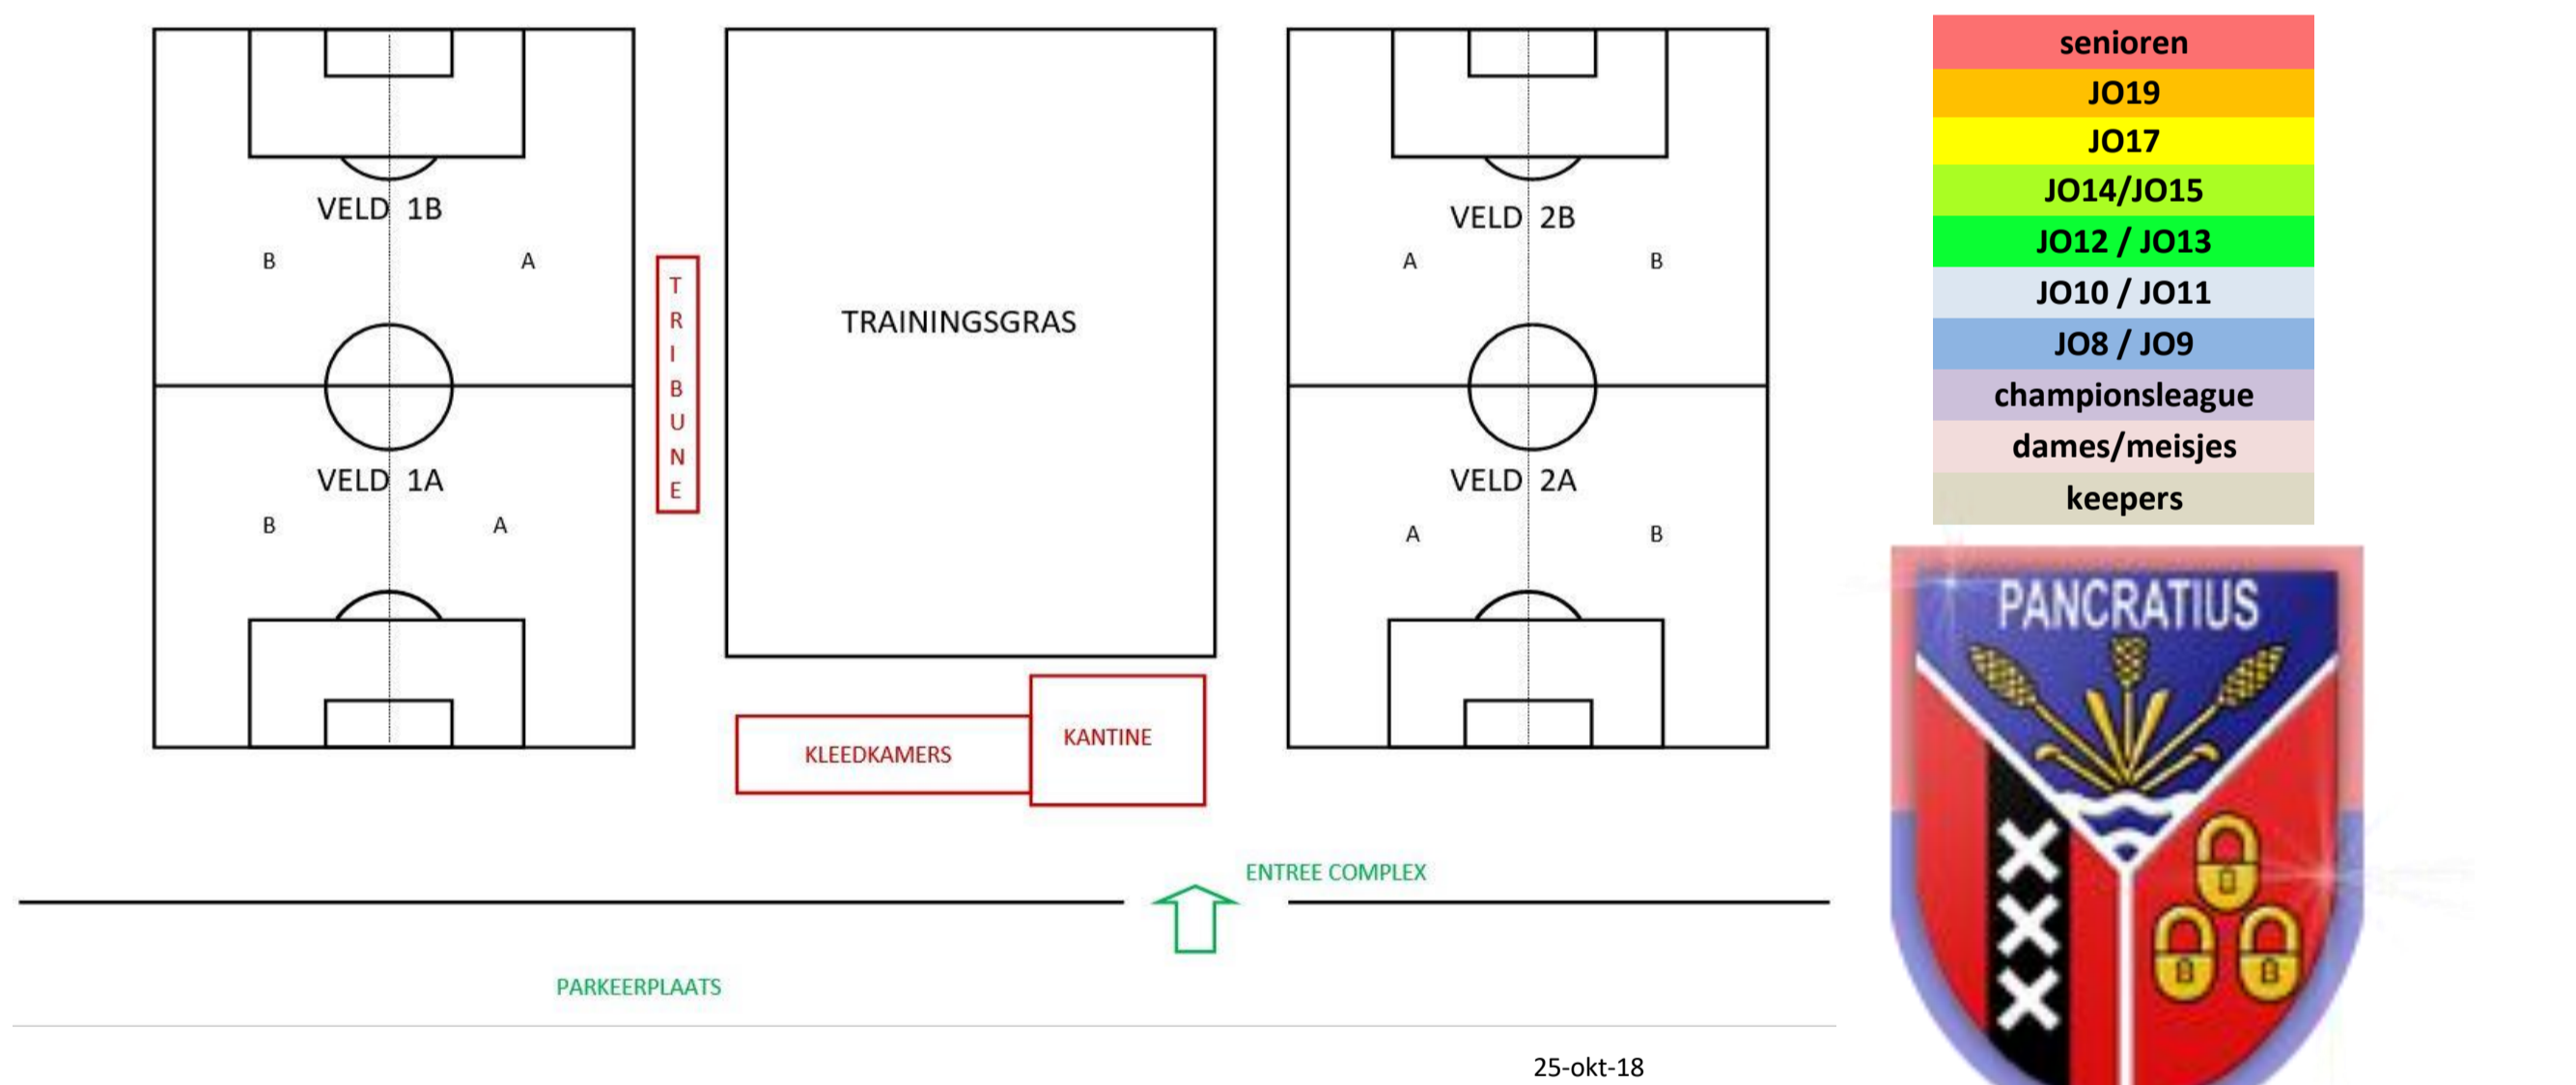 VELD 1B
B A
VELD 1A
B A
TRIBUNE
TRAININGSGRAS
KLEEDKAMERS
KANTINE
VELD 2B
A B
VELD 2A
A B
ENTREE COMPLEX
PARKEERPLAATS
25-okt-18
senioren
JO19
JO17
JO14/JO15
JO12 / JO13
JO10 / JO11
JO8 / JO9
championsleague
dames/meisjes
keepers
PANCRATIUS